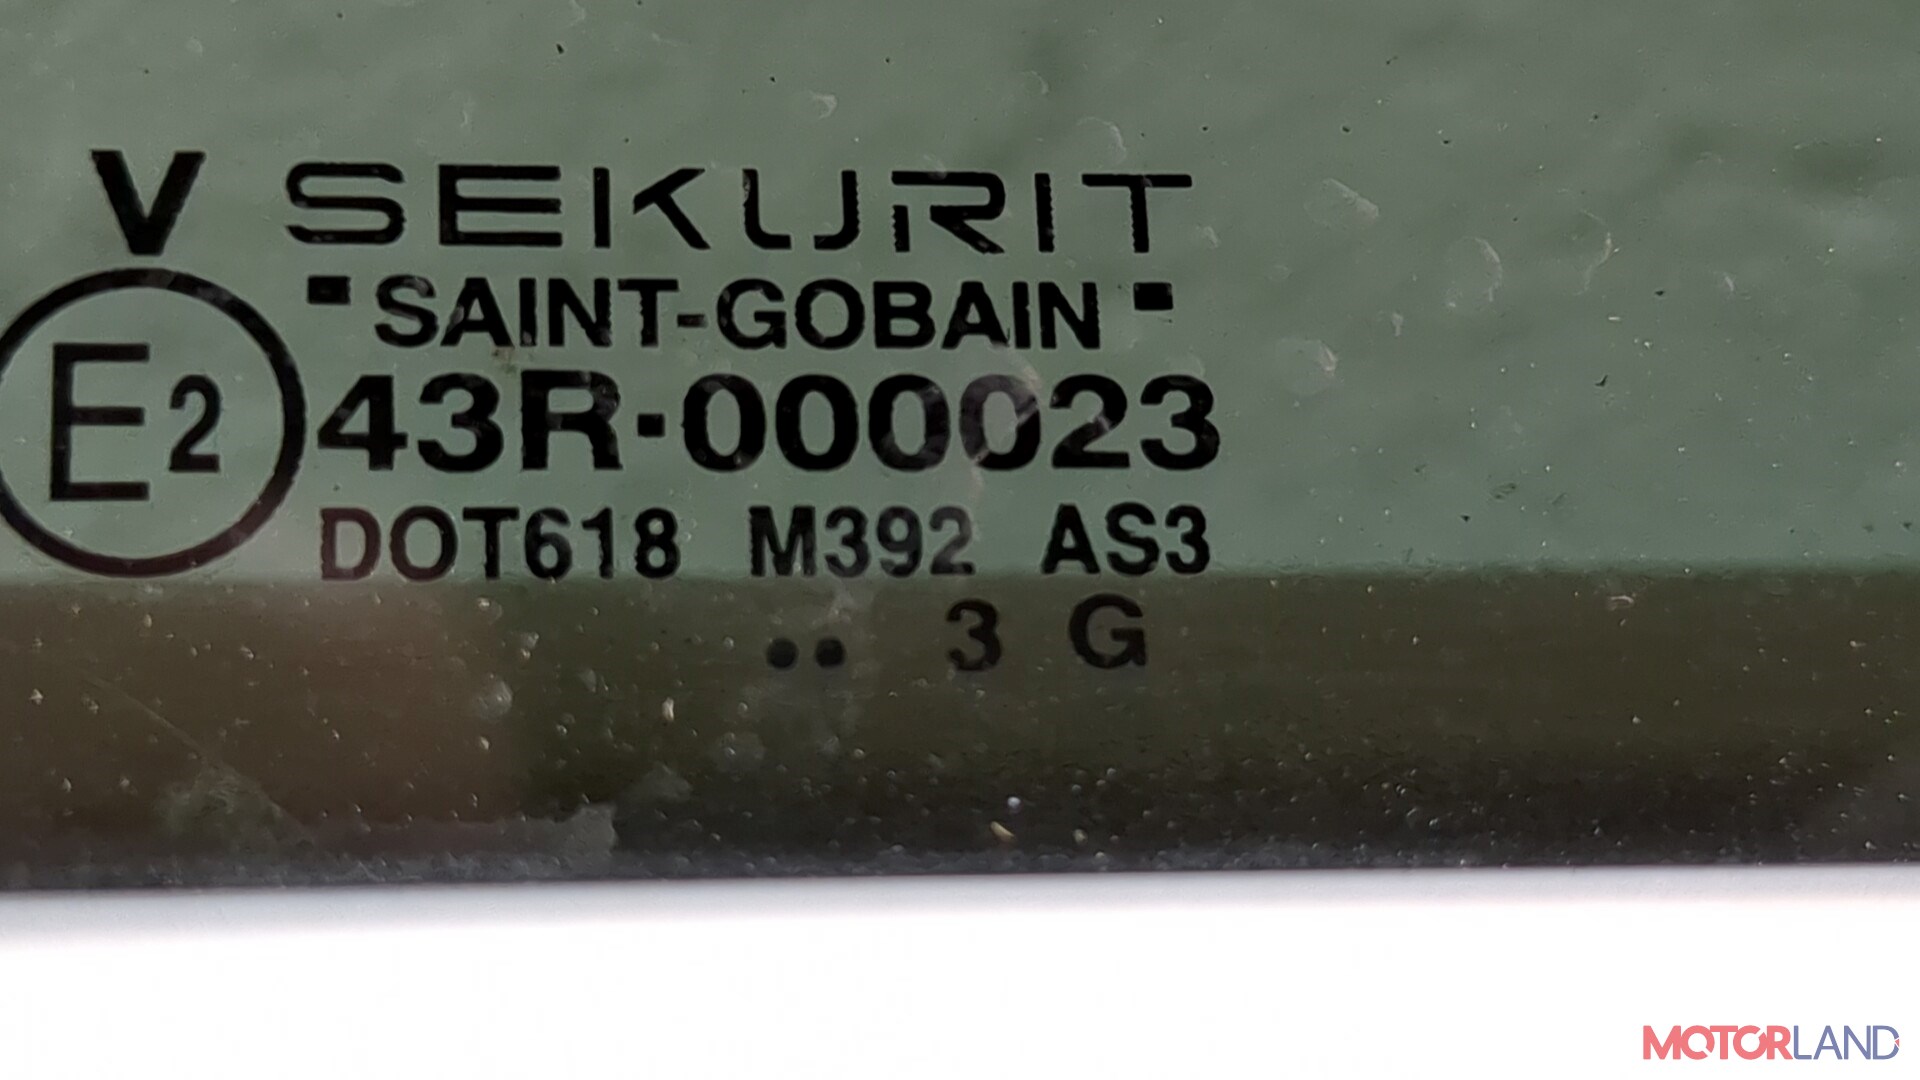 V SEKURIT
"SAINT-GOBAIN"
E2 43R-000023
DOT618 M392 AS3
.. 3 G
MOTORLAND